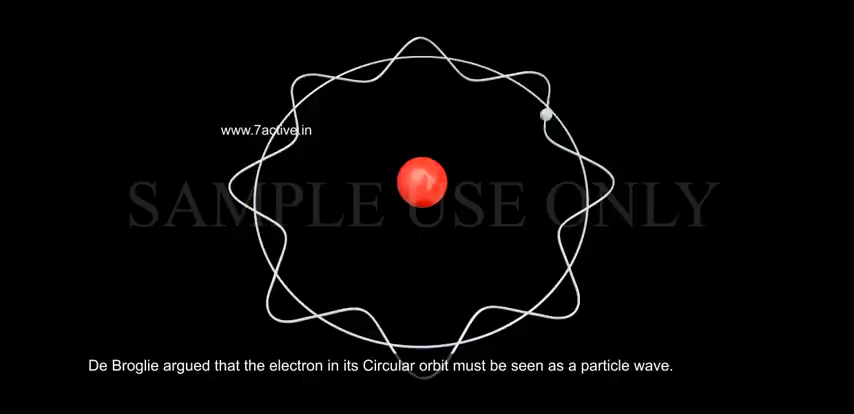 www.7active.in
SAMPLE USE ONLY
De Broglie argued that the electron in its Circular orbit must be seen as a particle wave.